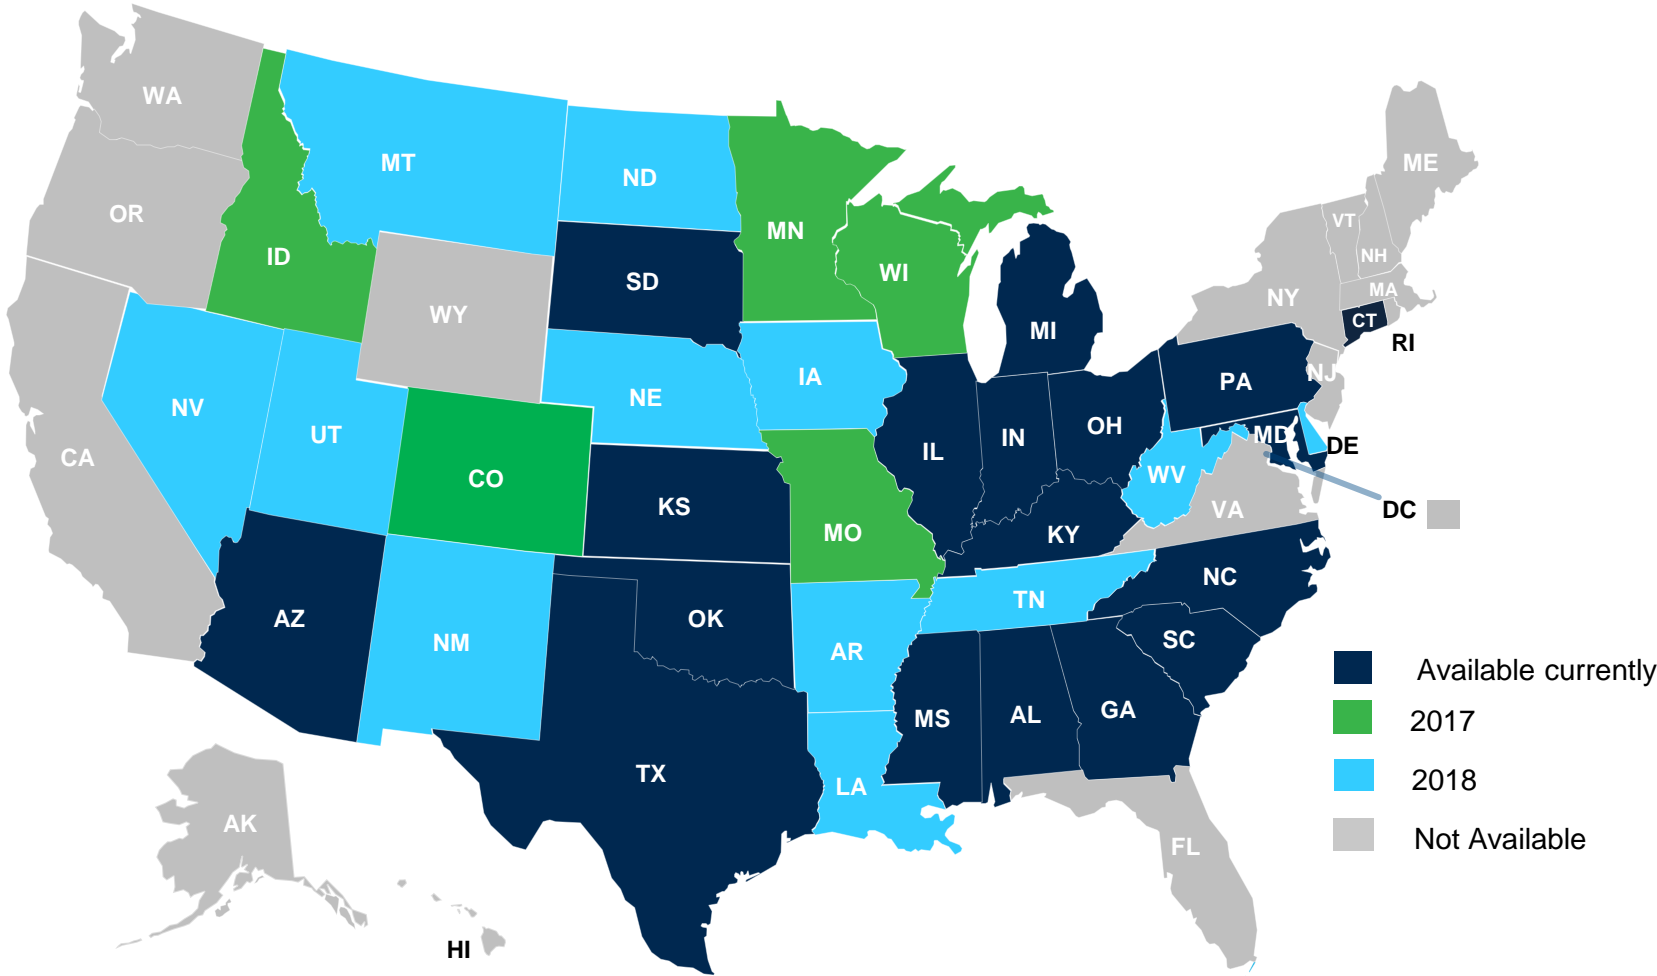 WA
ME
MT
ND
VT
OR
MN
NH
ID
WI
SD
MA
NY
WY
CT
MI
RI
IA
PA
NJ
NE
NV
OH
UT
MD
IN
DE
IL
CA
WV
CO
KS
DC
VA
MO
KY
NC
TN
AZ
OK
SC
NM
AR
Available currently
GA
AL
MS
2017
TX
2018
LA
AK
Not Available
FL
HI